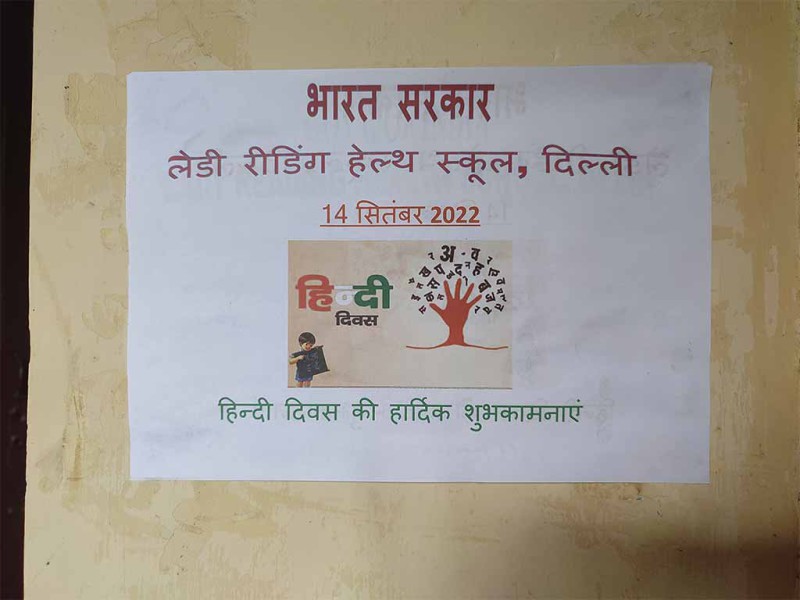 भारत सरकार
लेडी रीडिंग हेल्थ स्कूल, दिल्ली
14 सितंबर 2022
हिन्दी
दिवस
हिन्दी दिवस की हार्दिक शुभकामनाएं